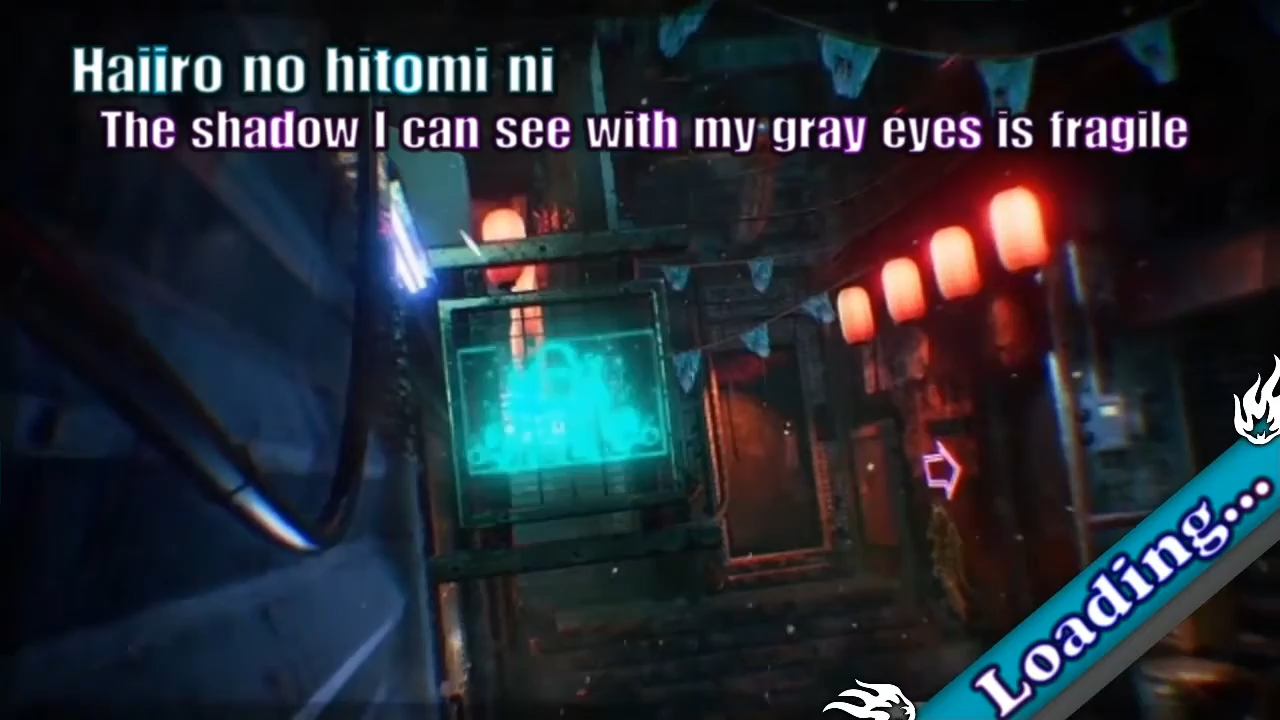 Haiiro no hitomi ni
The shadow I can see with my gray eyes is fragile
Loading...